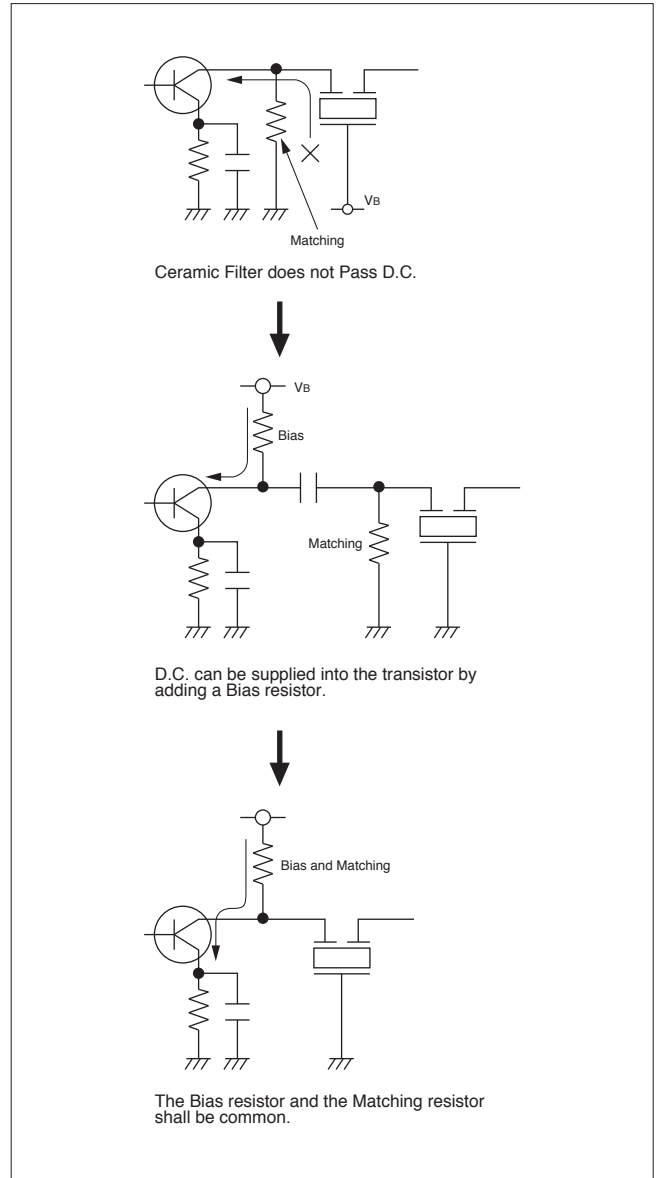 VB
Matching
Ceramic Filter does not Pass D.C.
VB
Bias
Matching
D.C. can be supplied into the transistor by
adding a Bias resistor.
Bias and Matching
The Bias resistor and the Matching resistor
shall be common.